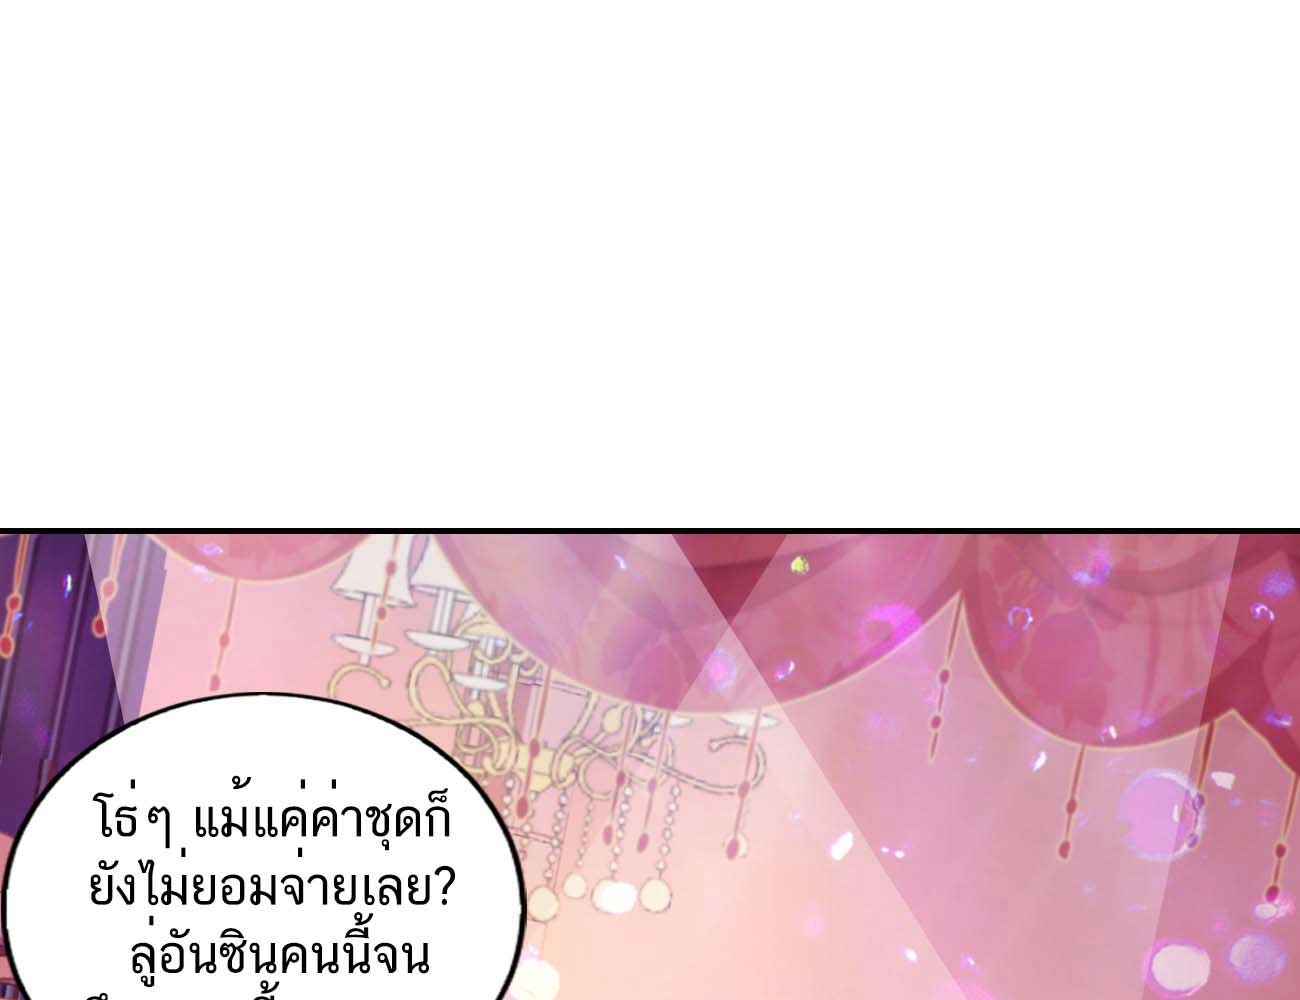 โธ่ๆ แม้แค่ค่าชุดก็
ยังไม่ยอมจ่ายเลย?
ลู่อันซินคนนี้จน